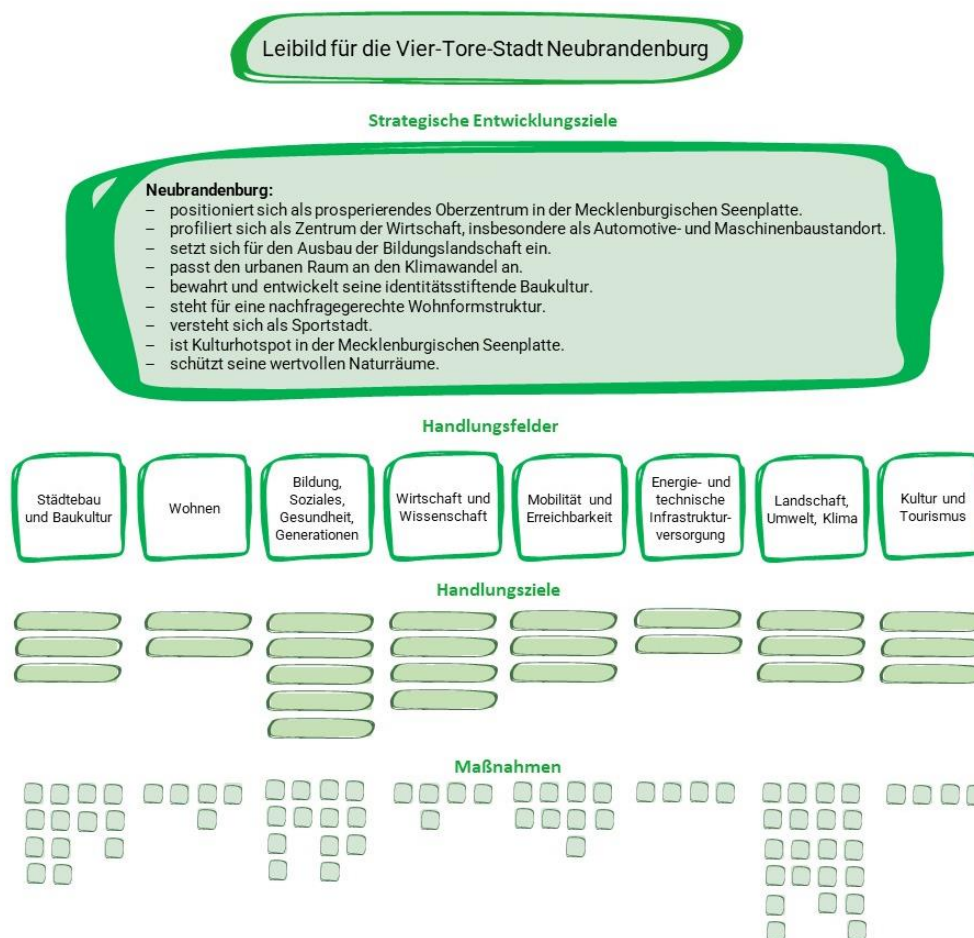 Leibild für die Vier-Tore-Stadt Neubrandenburg
Strategische Entwicklungsziele
Neubrandenburg:
– positioniert sich als prosperierendes Oberzentrum in der Mecklenburgischen Seenplatte.
– profiliert sich als Zentrum der Wirtschaft, insbesondere als Automotive- und Maschinenbaustandort.
– setzt sich für den Ausbau der Bildungslandschaft ein.
– passt den urbanen Raum an den Klimawandel an.
– bewahrt und entwickelt seine identitätsstiftende Baukultur.
– steht für eine nachfragegerechte Wohnformstruktur.
– versteht sich als Sportstadt.
– ist Kulturhotspot in der Mecklenburgischen Seenplatte.
– schützt seine wertvollen Naturräume.
Handlungsfelder
Städtebau
und Baukultur
Wohnen
Bildung,
Soziales,
Gesundheit,
Generationen
Wirtschaft und
Wissenschaft
Mobilität und
Erreichbarkeit
Energie- und
technische
Infrastruktur-
versorgung
Landschaft,
Umwelt, Klima
Kultur und
Tourismus
Handlungsziele
Maßnahmen